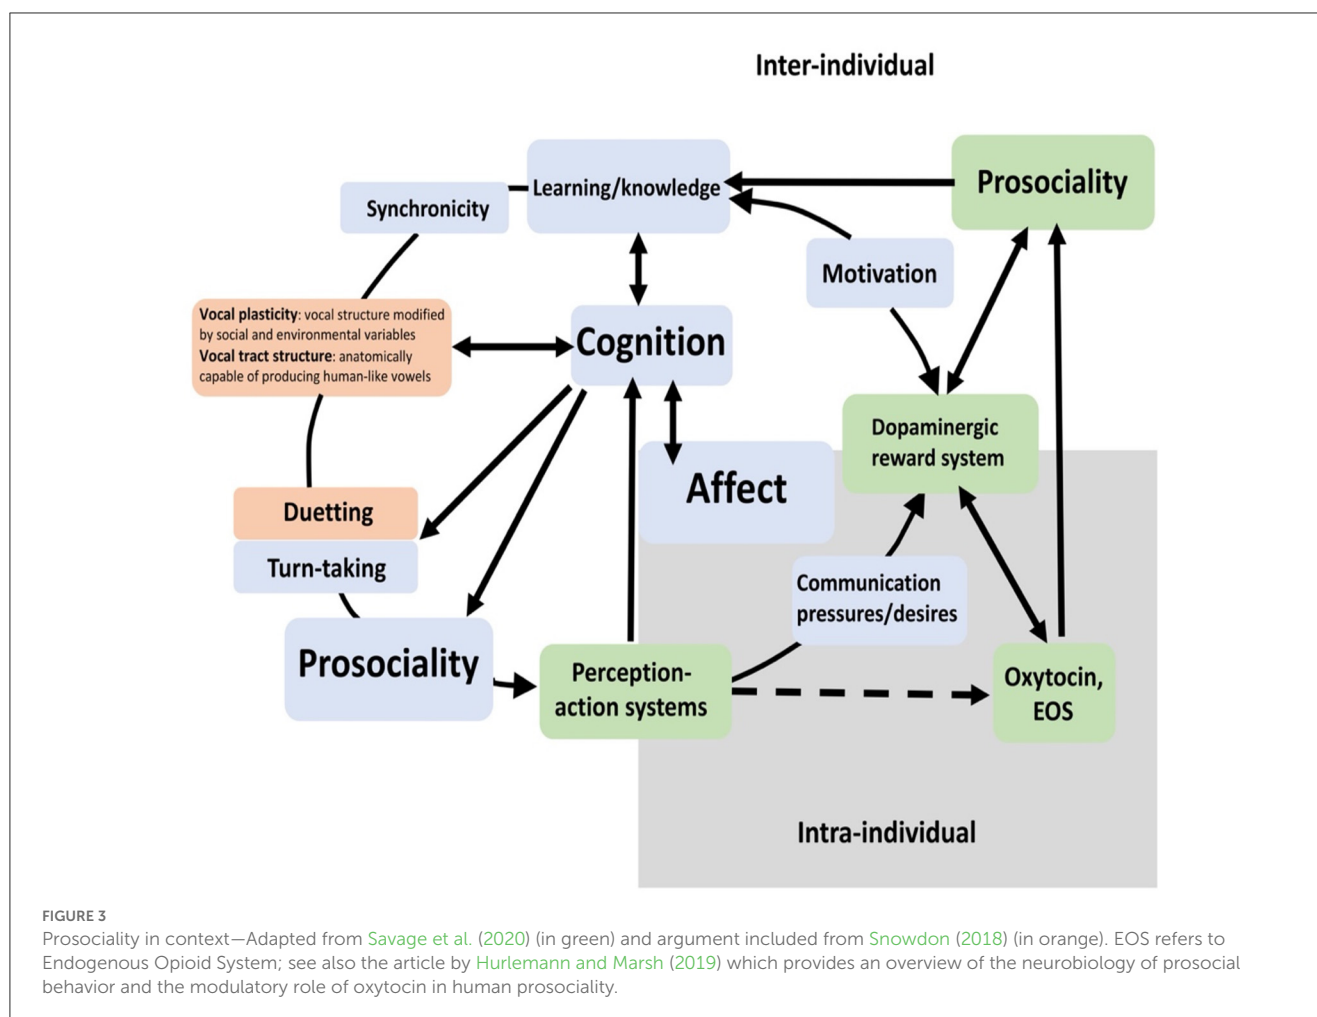 Inter-individual
Learning/knowledge
Prosociality
Synchronicity
Motivation
Vocal plasticity: vocal structure modified
by social and environmental variables
Vocal tract structure: anatomically
capable of producing human-like vowels
Cognition
Dopaminergic
reward system
Affect
Duetting
Turn-taking
Communication
pressures/desires
Prosociality
Perception-
action systems
Oxytocin,
EOS
Intra-individual
FIGURE 3
Prosociality in context—Adapted from Savage et al. (2020) (in green) and argument included from Snowdon (2018) (in orange). EOS refers to
Endogenous Opioid System; see also the article by Hurlemann and Marsh (2019) which provides an overview of the neurobiology of prosocial
behavior and the modulatory role of oxytocin in human prosociality.